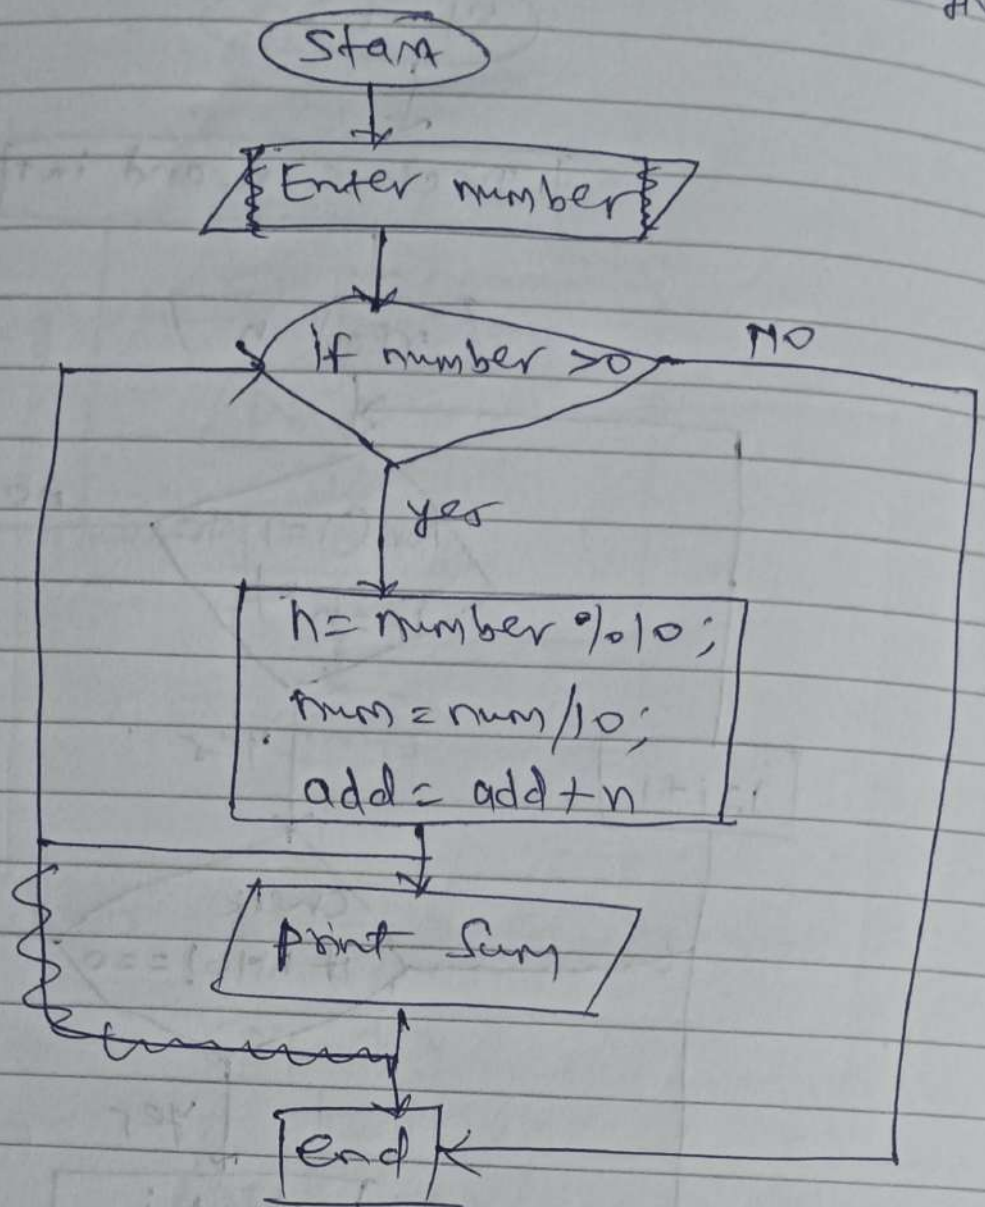 Start
Enter number
if number >0
NO
yes
n= number %10;
num = num/10;
add= add+n
print Sum
end